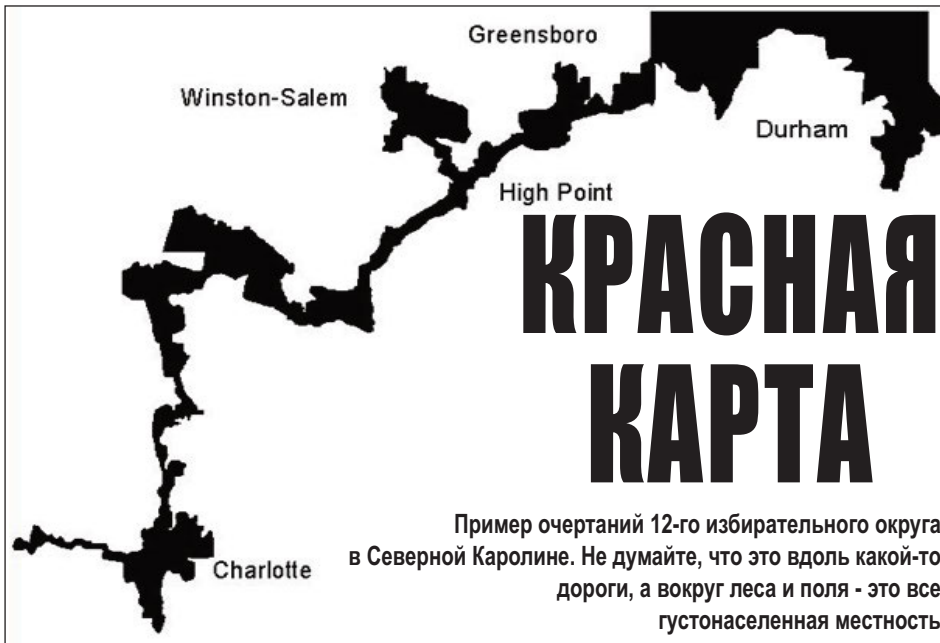 Greensboro
Winston-Salem
Durham
High Point
КРАСНАЯ
КАРТА
Пример очертаний 12-го избирательного округа
в Северной Каролине. Не думайте, что это вдоль какой-то
дороги, а вокруг леса и поля - это все
густонаселенная местность
Charlotte